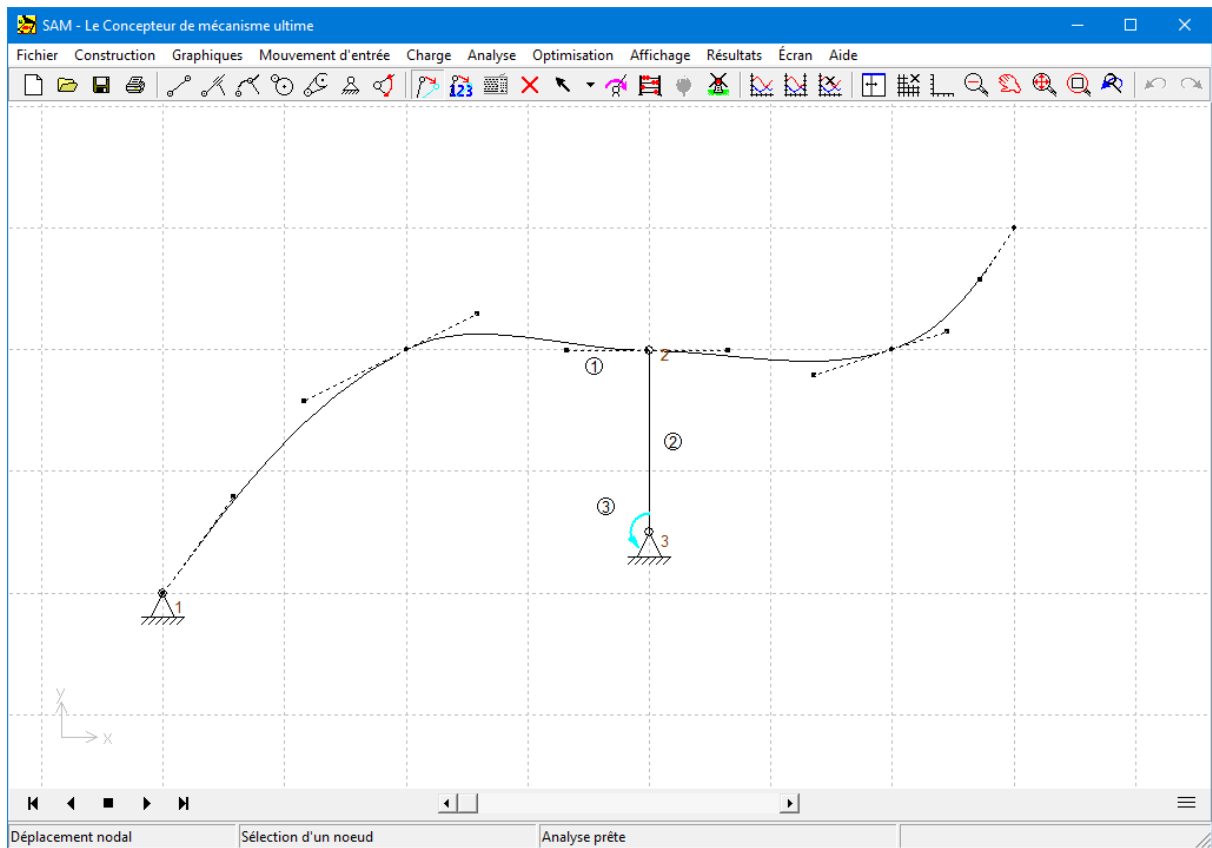 SAM - Le Concepteur de mécanisme ultime
Fichier Construction Graphiques Mouvement d'entrée Charge Analyse Optimisation Affichage Résultats Écran Aide
123
2
①
②
③
3
1
y
x
Déplacement nodal Sélection d'un noeud Analyse prête